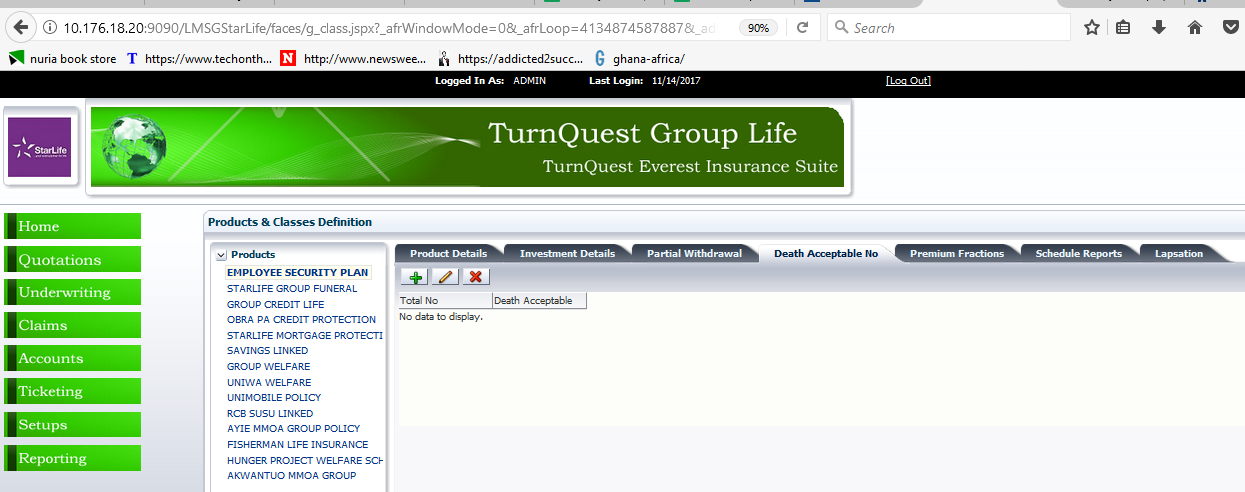 10.176.18.20:9090/LMSGStarLife/faces/g_class.jspx?_afrWindowMode=0&_afrLoop=4134874587887&_ad
90%
Search
nuria book store
T https://www.techonth...
N http://www.newswee...
https://addicted2succ...
G ghana-africa/
Logged In As: ADMIN Last Login: 11/14/2017 [Log Out]
StarLife
TurnQuest Group Life
TurnQuest Everest Insurance Suite
Home
Quotations
Underwriting
Claims
Accounts
Ticketing
Setups
Reporting
Products & Classes Definition
Products
EMPLOYEE SECURITY PLAN
STARLIFE GROUP FUNERAL
GROUP CREDIT LIFE
OBRA PA CREDIT PROTECTION
STARLIFE MORTGAGE PROTECTI
SAVINGS LINKED
GROUP WELFARE
UNIWA WELFARE
UNIMOBILE POLICY
RCB SUSU LINKED
AYIE MMOA GROUP POLICY
FISHERMAN LIFE INSURANCE
HUNGER PROJECT WELFARE SCH
AKWANTUO MMOA GROUP
Product Details Investment Details Partial Withdrawal Death Acceptable No Premium Fractions Schedule Reports Lapsation
Total No Death Acceptable
No data to display.